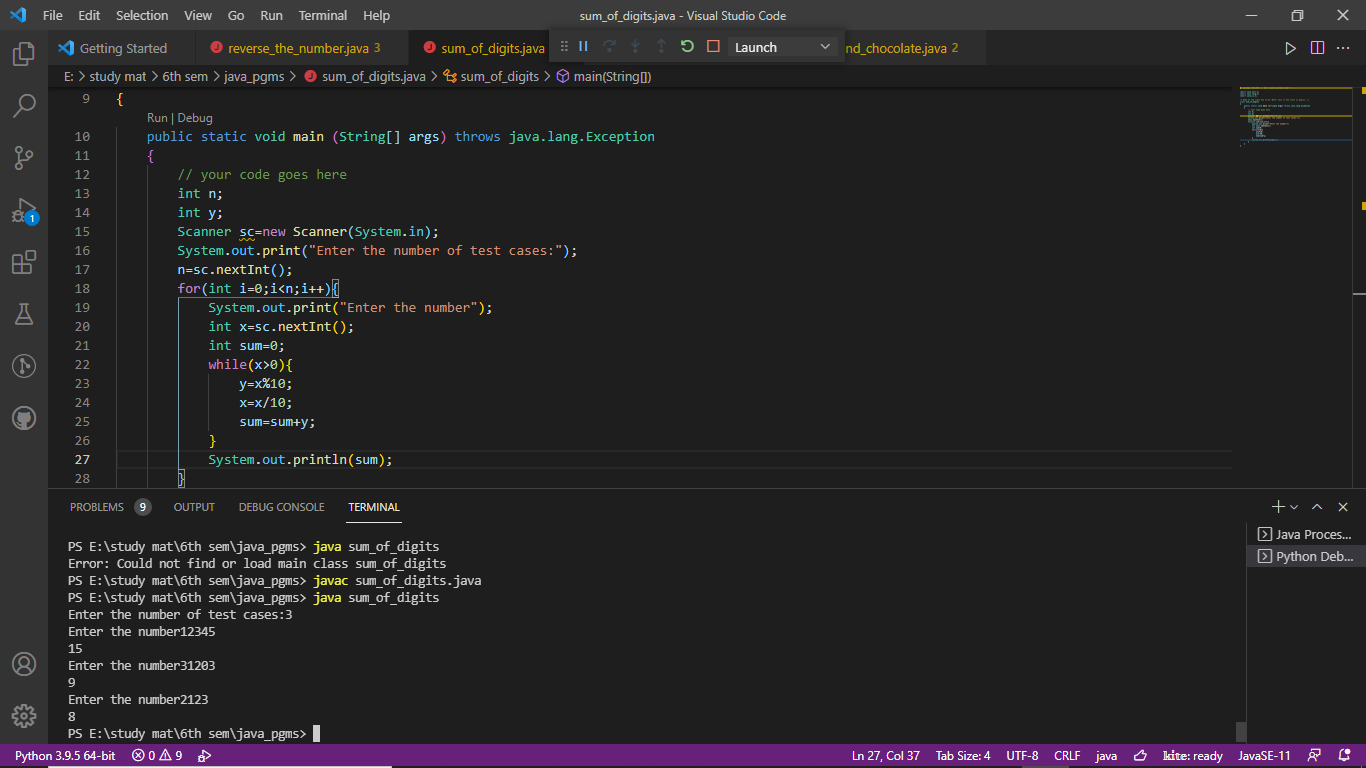 File Edit Selection View Go Run Terminal Help sum_of_digits.java - Visual Studio Code
Getting Started reverse_the_number.java 3 sum_of_digits.java Launch nd_chocolate.java 2
E: > study mat > 6th sem > java_pgms > sum_of_digits.java > sum_of_digits > main(String[])
9 {
Run | Debug
10 public static void main (String[] args) throws java.lang.Exception
11 {
12 // your code goes here
13 int n;
14 int y;
15 Scanner sc=new Scanner(System.in);
16 System.out.print("Enter the number of test cases:");
17 n=sc.nextInt();
18 for(int i=0;i<n;i++){
19 System.out.print("Enter the number");
20 int x=sc.nextInt();
21 int sum=0;
22 while(x>0){
23 y=x%10;
24 x=x/10;
25 sum=sum+y;
26 }
27 System.out.println(sum);
28 }
1
PROBLEMS 9 OUTPUT DEBUG CONSOLE TERMINAL
PS E:\study mat\6th sem\java_pgms> java sum_of_digits
Error: Could not find or load main class sum_of_digits
PS E:\study mat\6th sem\java_pgms> javac sum_of_digits.java
PS E:\study mat\6th sem\java_pgms> java sum_of_digits
Enter the number of test cases:3
Enter the number12345
15
Enter the number31203
9
Enter the number2123
8
PS E:\study mat\6th sem\java_pgms>
Java Proces...
Python Deb...
Python 3.9.5 64-bit 0 9 Ln 27, Col 37 Tab Size: 4 UTF-8 CRLF java kite: ready JavaSE-11